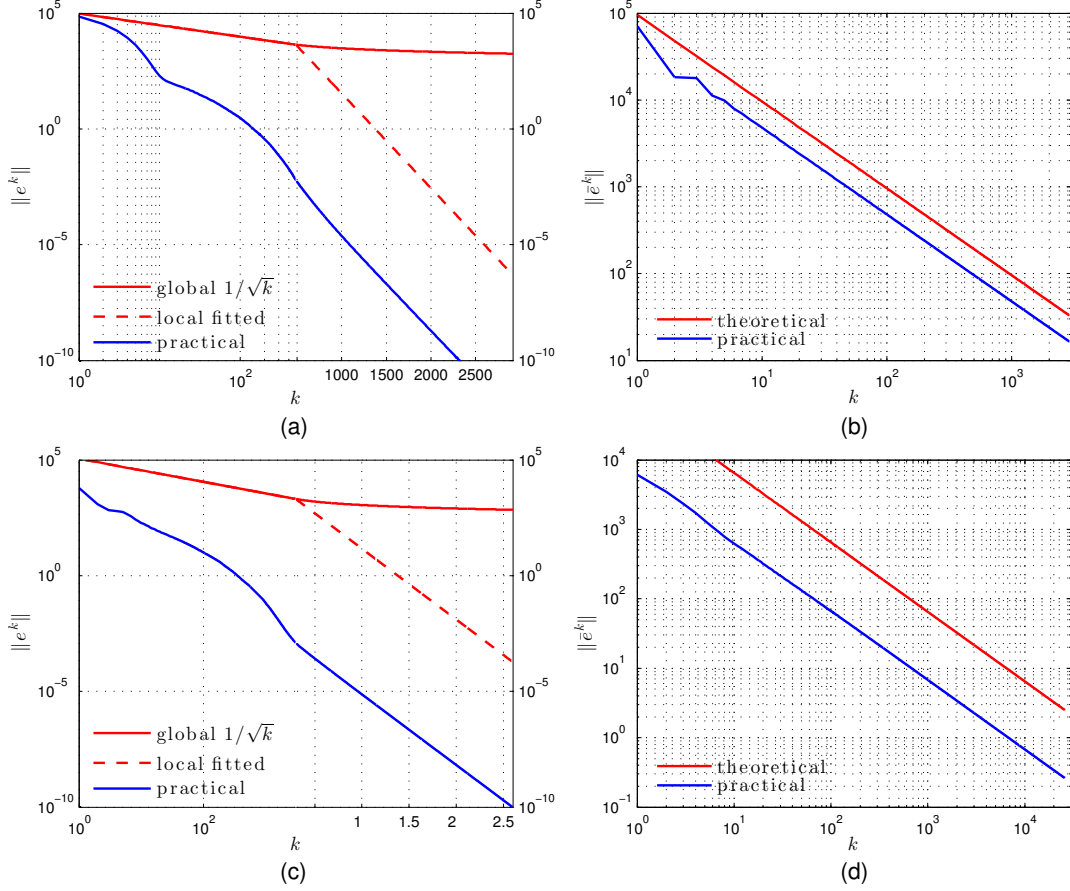 10^5
10^0
10^{-5}
10^{-10}
10^5
10^0
10^{-5}
10^{-10}
‖e^k‖
global 1/√k
local fitted
practical
10^0 10^2 1000 1500 2000 2500
k
(a)
10^5
10^4
10^3
10^2
10^1
‖ē^k‖
theoretical
practical
10^0 10^1 10^2 10^3
k
(b)
10^5
10^0
10^{-5}
10^{-10}
10^5
10^0
10^{-5}
10^{-10}
‖e^k‖
global 1/√k
local fitted
practical
10^0 10^2 1 1.5 2 2.5
k
(c)
10^4
10^3
10^2
10^1
10^0
10^{-1}
‖ē^k‖
theoretical
practical
10^0 10^1 10^2 10^3 10^4
k
(d)